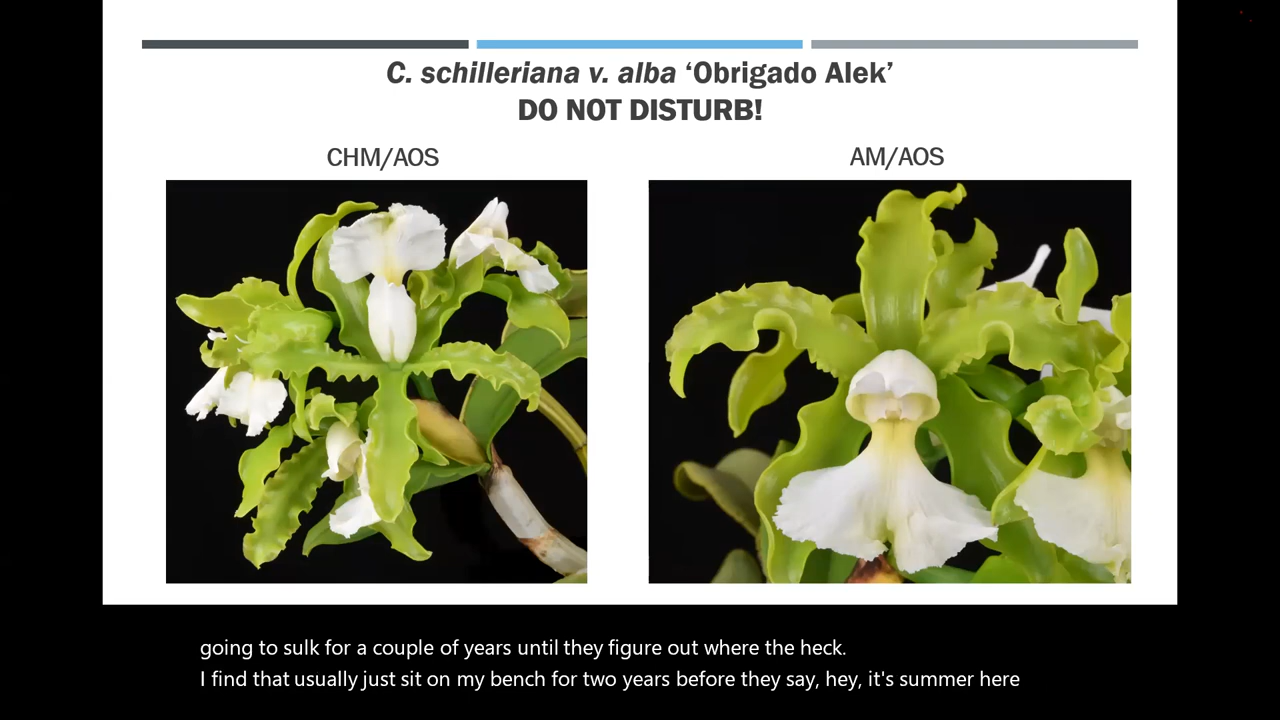 C. schilleriana v. alba ‘Obrigado Alek’
DO NOT DISTURB!
CHM/AOS
AM/AOS
going to sulk for a couple of years until they figure out where the heck.
I find that usually just sit on my bench for two years before they say, hey, it's summer here